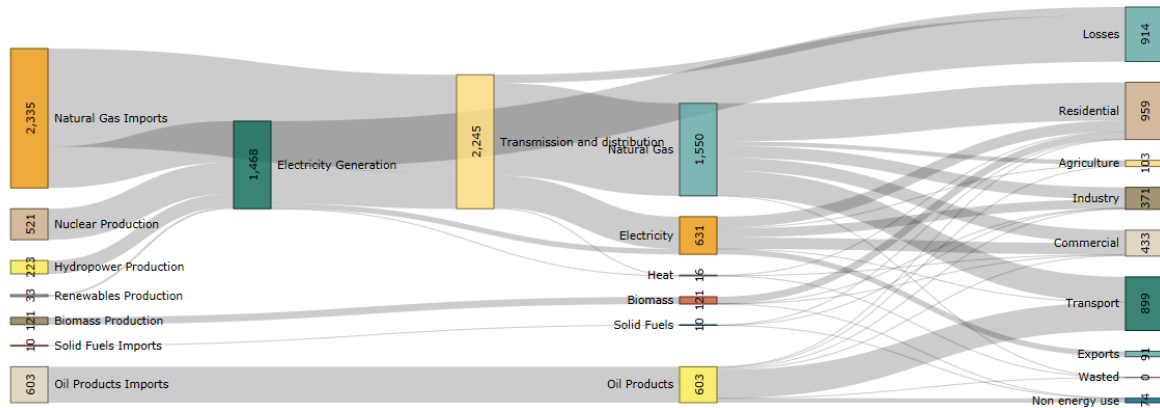 2,335
Natural Gas Imports
521
Nuclear Production
223
Hydropower Production
33
Renewables Production
121
Biomass Production
10
Solid Fuels Imports
603
Oil Products Imports
1,468
Electricity Generation
2,245
Transmission and distribution
Natural Gas
1,550
Electricity
631
Heat
16
Biomass
121
Solid Fuels
10
Oil Products
603
Losses
914
Residential
959
Agriculture
103
Industry
371
Commercial
433
Transport
899
Exports
91
Wasted
0
Non energy use
74